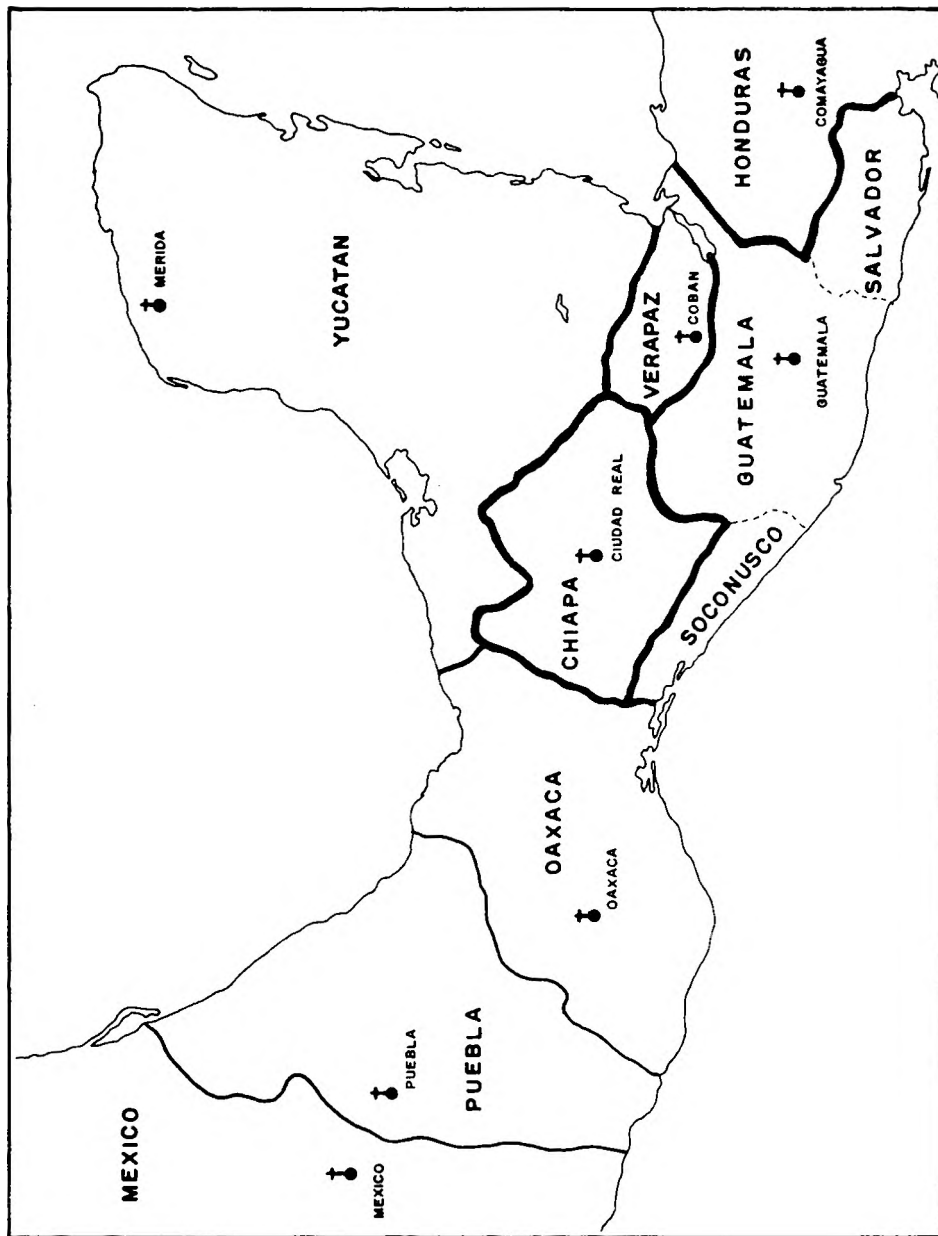 MEXICO
MEXICO
PUEBLA
PUEBLA
OAXACA
OAXACA
CHIAPA
CIUDAD REAL
SOCONUSCO
YUCATAN
MERIDA
VERAPAZ
COBAN
GUATEMALA
GUATEMALA
HONDURAS
COMAYAGUA
SALVADOR